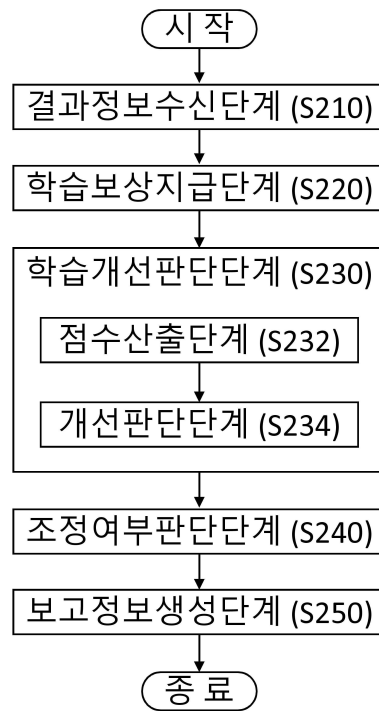 시 작
결과정보수신단계 (S210)
학습보상지급단계 (S220)
학습개선판단단계 (S230)
점수산출단계 (S232)
개선판단단계 (S234)
조정여부판단단계 (S240)
보고정보생성단계 (S250)
종 료